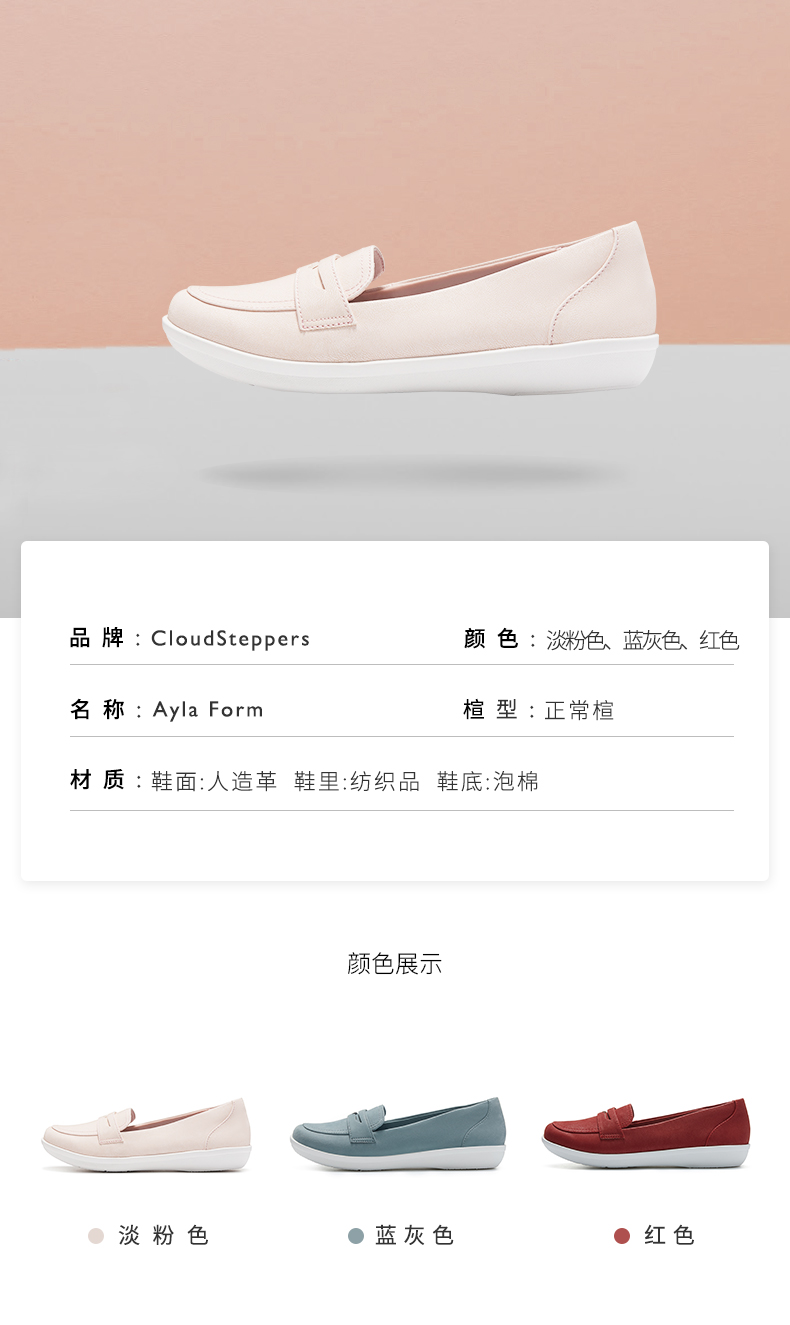 品 牌 : CloudSteppers 颜 色 : 淡粉色、蓝灰色、红色
名 称 : Ayla Form 楦 型 : 正常楦
材 质 : 鞋面:人造革 鞋里:纺织品 鞋底:泡棉
颜色展示
淡 粉 色 蓝 灰 色 红 色